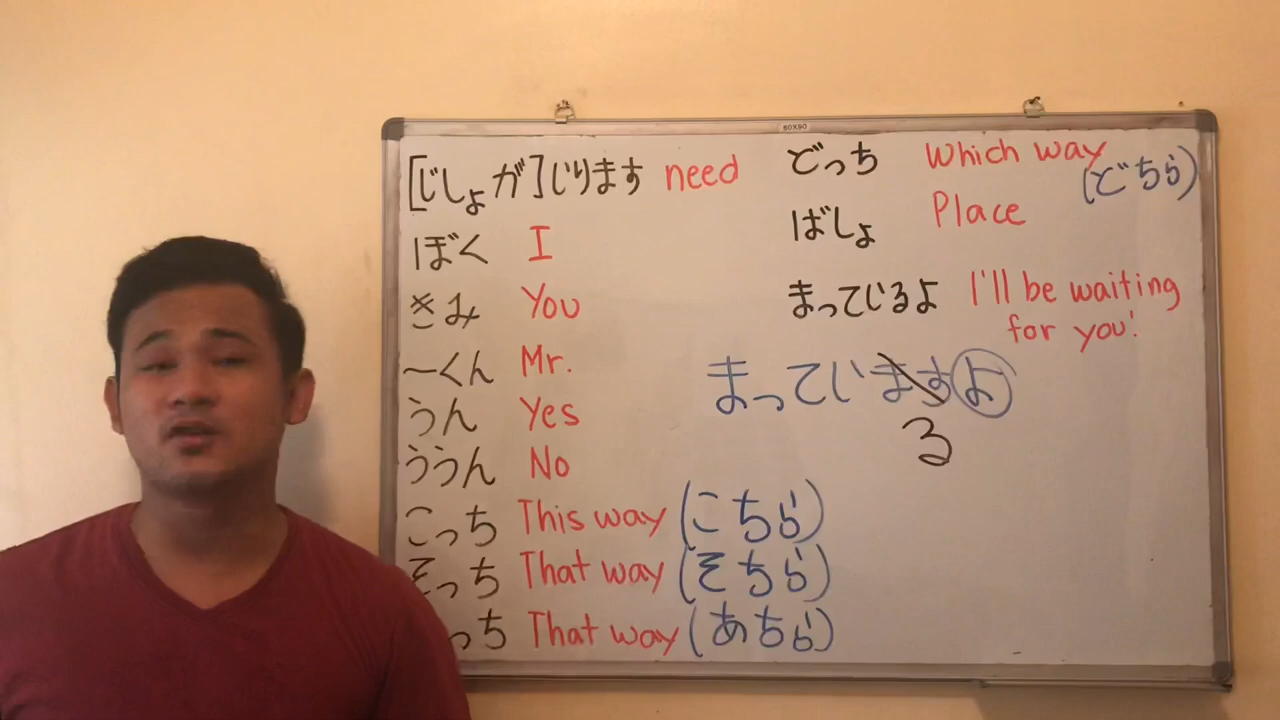 60X90
[じしょが]じります need
ぼく I
きみ You
～くん Mr.
うん Yes
ううん No
こっち This way (こちら)
そっち That way (そちら)
っち That way (あちら)
どっち Which way (どちら)
ばしょ Place
まっているよ I'll be waiting
for you!
まっていますよ
る